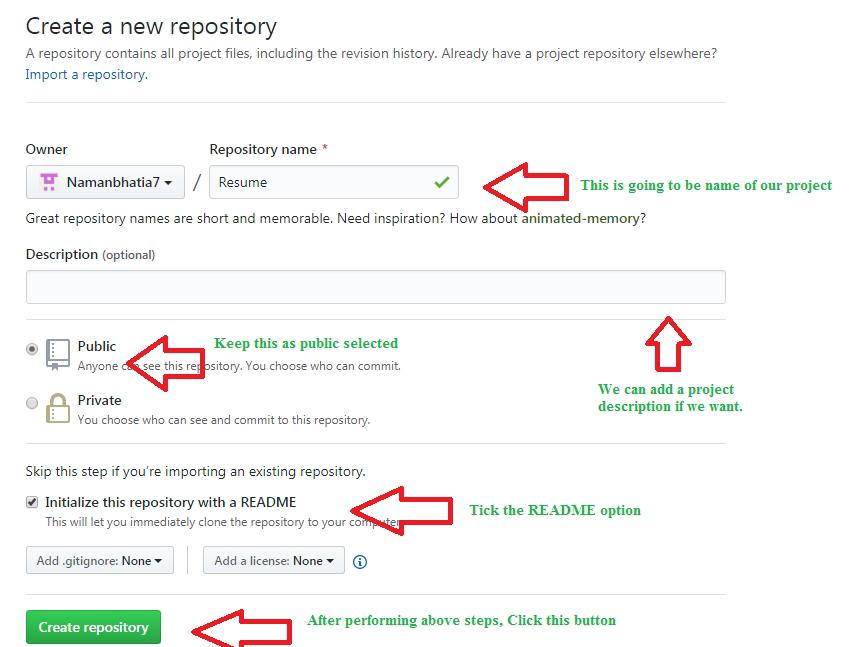 Create a new repository
A repository contains all project files, including the revision history. Already have a project repository elsewhere?
Import a repository.
Owner
Repository name *
Namanbhatia7 / Resume
This is going to be name of our project
Great repository names are short and memorable. Need inspiration? How about animated-memory?
Description (optional)
Public
Keep this as public selected
Anyone can see this repository. You choose who can commit.
We can add a project
description if we want.
Private
You choose who can see and commit to this repository.
Skip this step if you’re importing an existing repository.
Initialize this repository with a README
This will let you immediately clone the repository to your computer
Tick the README option
Add .gitignore: None
Add a license: None
Create repository
After performing above steps, Click this button